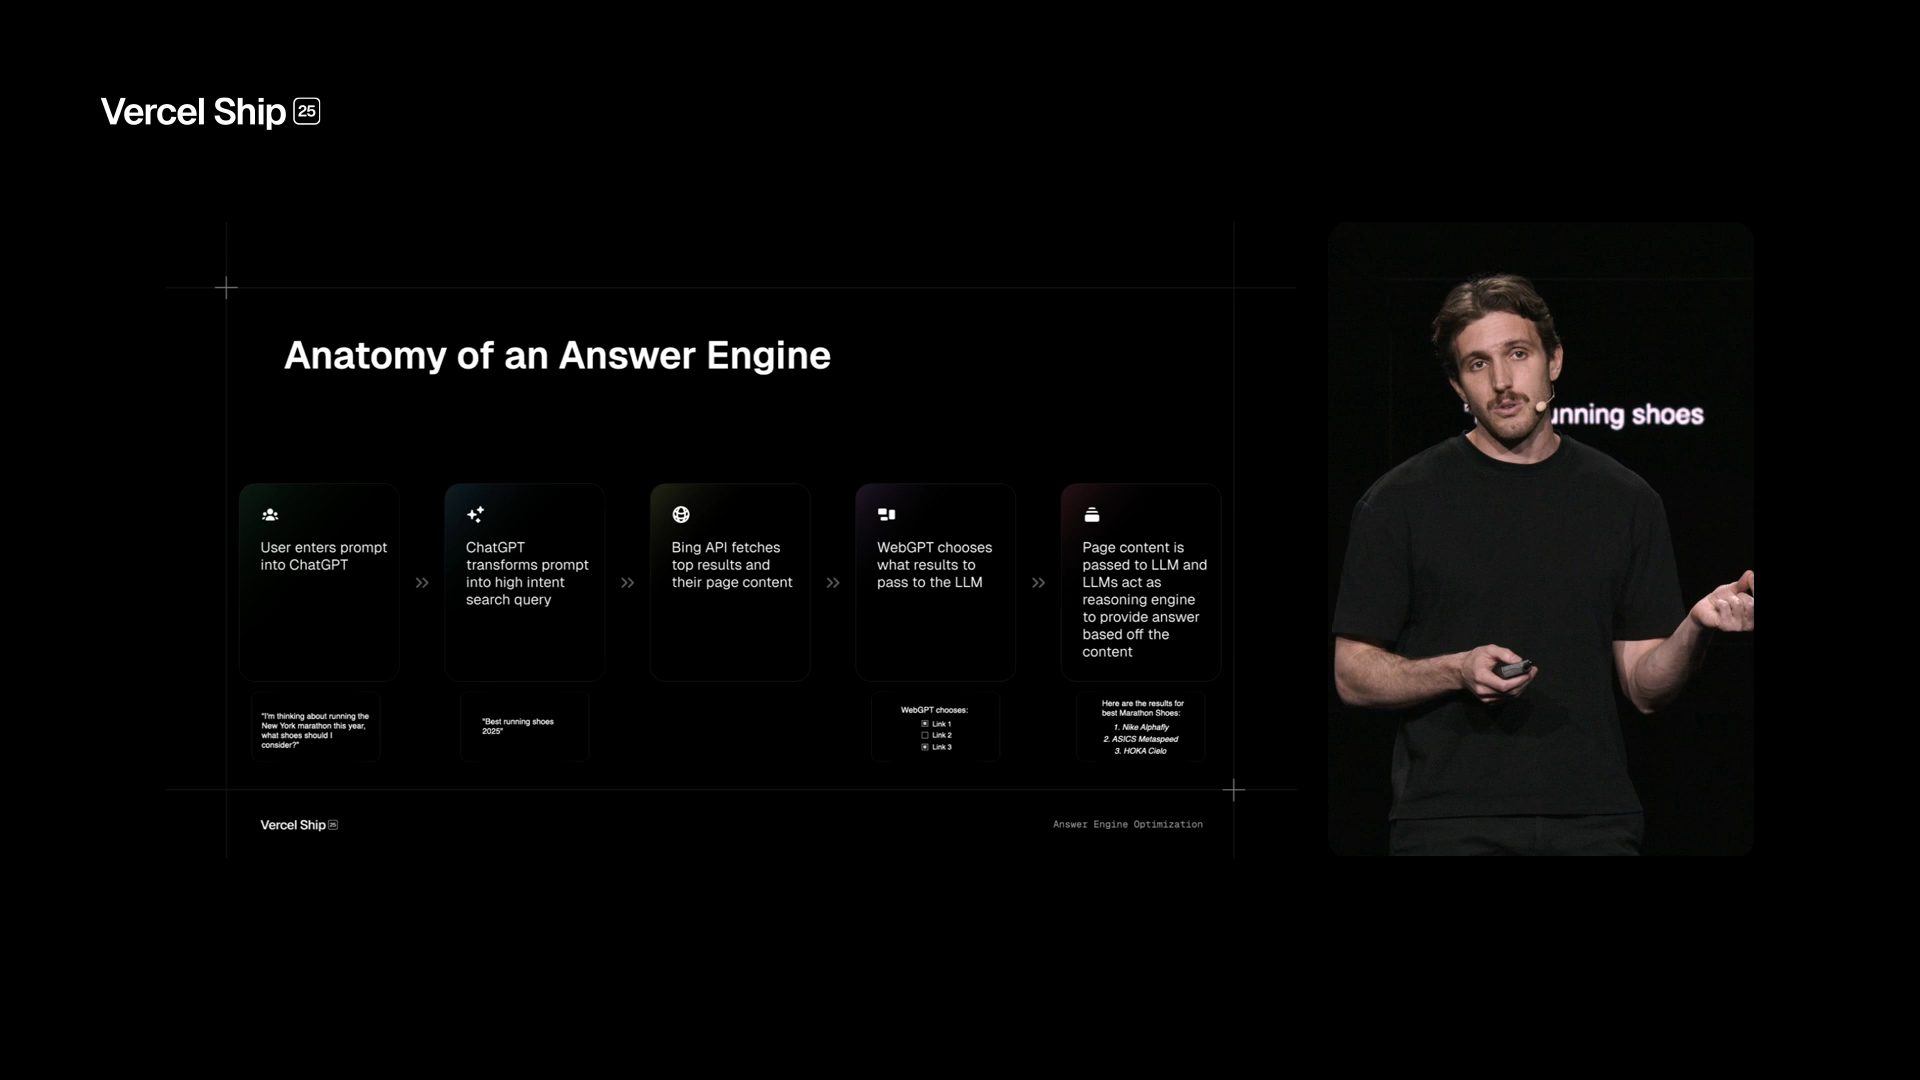 Vercel Ship 25
Anatomy of an Answer Engine
User enters prompt
into ChatGPT
ChatGPT
transforms prompt
into high intent
search query
Bing API fetches
top results and
their page content
WebGPT chooses
what results to
pass to the LLM
Page content is
passed to LLM and
LLMs act as
reasoning engine
to provide answer
based off the
content
"I'm thinking about running the
New York marathon this year,
what shoes should I
consider?"
"Best running shoes
2025"
WebGPT chooses:
Link 1
Link 2
Link 3
Here are the results for
best Marathon Shoes:
1. Nike Alphafly
2. ASICS Metaspeed
3. HOKA Cielo
Vercel Ship 25
Answer Engine Optimization
shoes